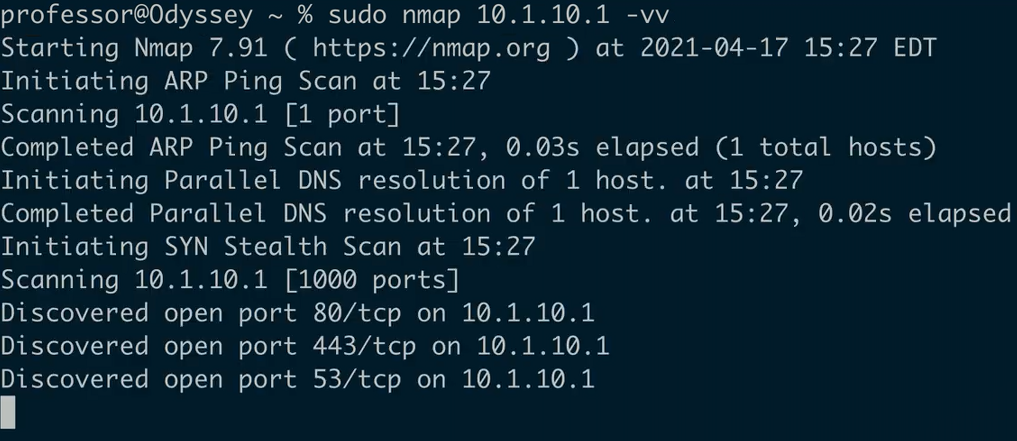 professor@Odyssey ~ % sudo nmap 10.1.10.1 -vv
Starting Nmap 7.91 ( https://nmap.org ) at 2021-04-17 15:27 EDT
Initiating ARP Ping Scan at 15:27
Scanning 10.1.10.1 [1 port]
Completed ARP Ping Scan at 15:27, 0.03s elapsed (1 total hosts)
Initiating Parallel DNS resolution of 1 host. at 15:27
Completed Parallel DNS resolution of 1 host. at 15:27, 0.02s elapsed
Initiating SYN Stealth Scan at 15:27
Scanning 10.1.10.1 [1000 ports]
Discovered open port 80/tcp on 10.1.10.1
Discovered open port 443/tcp on 10.1.10.1
Discovered open port 53/tcp on 10.1.10.1